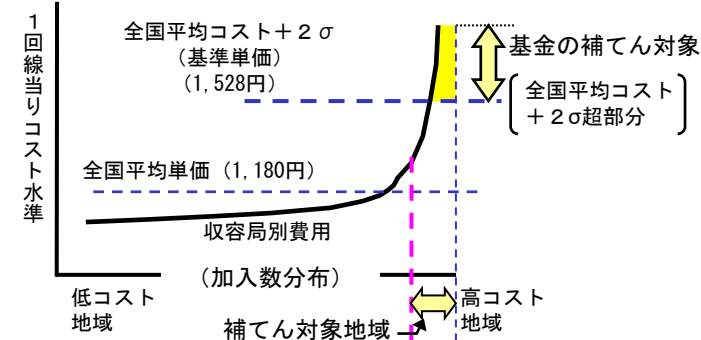 1回線当りコスト水準
全国平均コスト+2σ
(基準単価)
(1,528円)
基金の補てん対象
全国平均コスト
+2σ超部分
全国平均単価 (1,180円)
収容局別費用
(加入数分布)
低コスト
地域
高コスト
地域
補てん対象地域